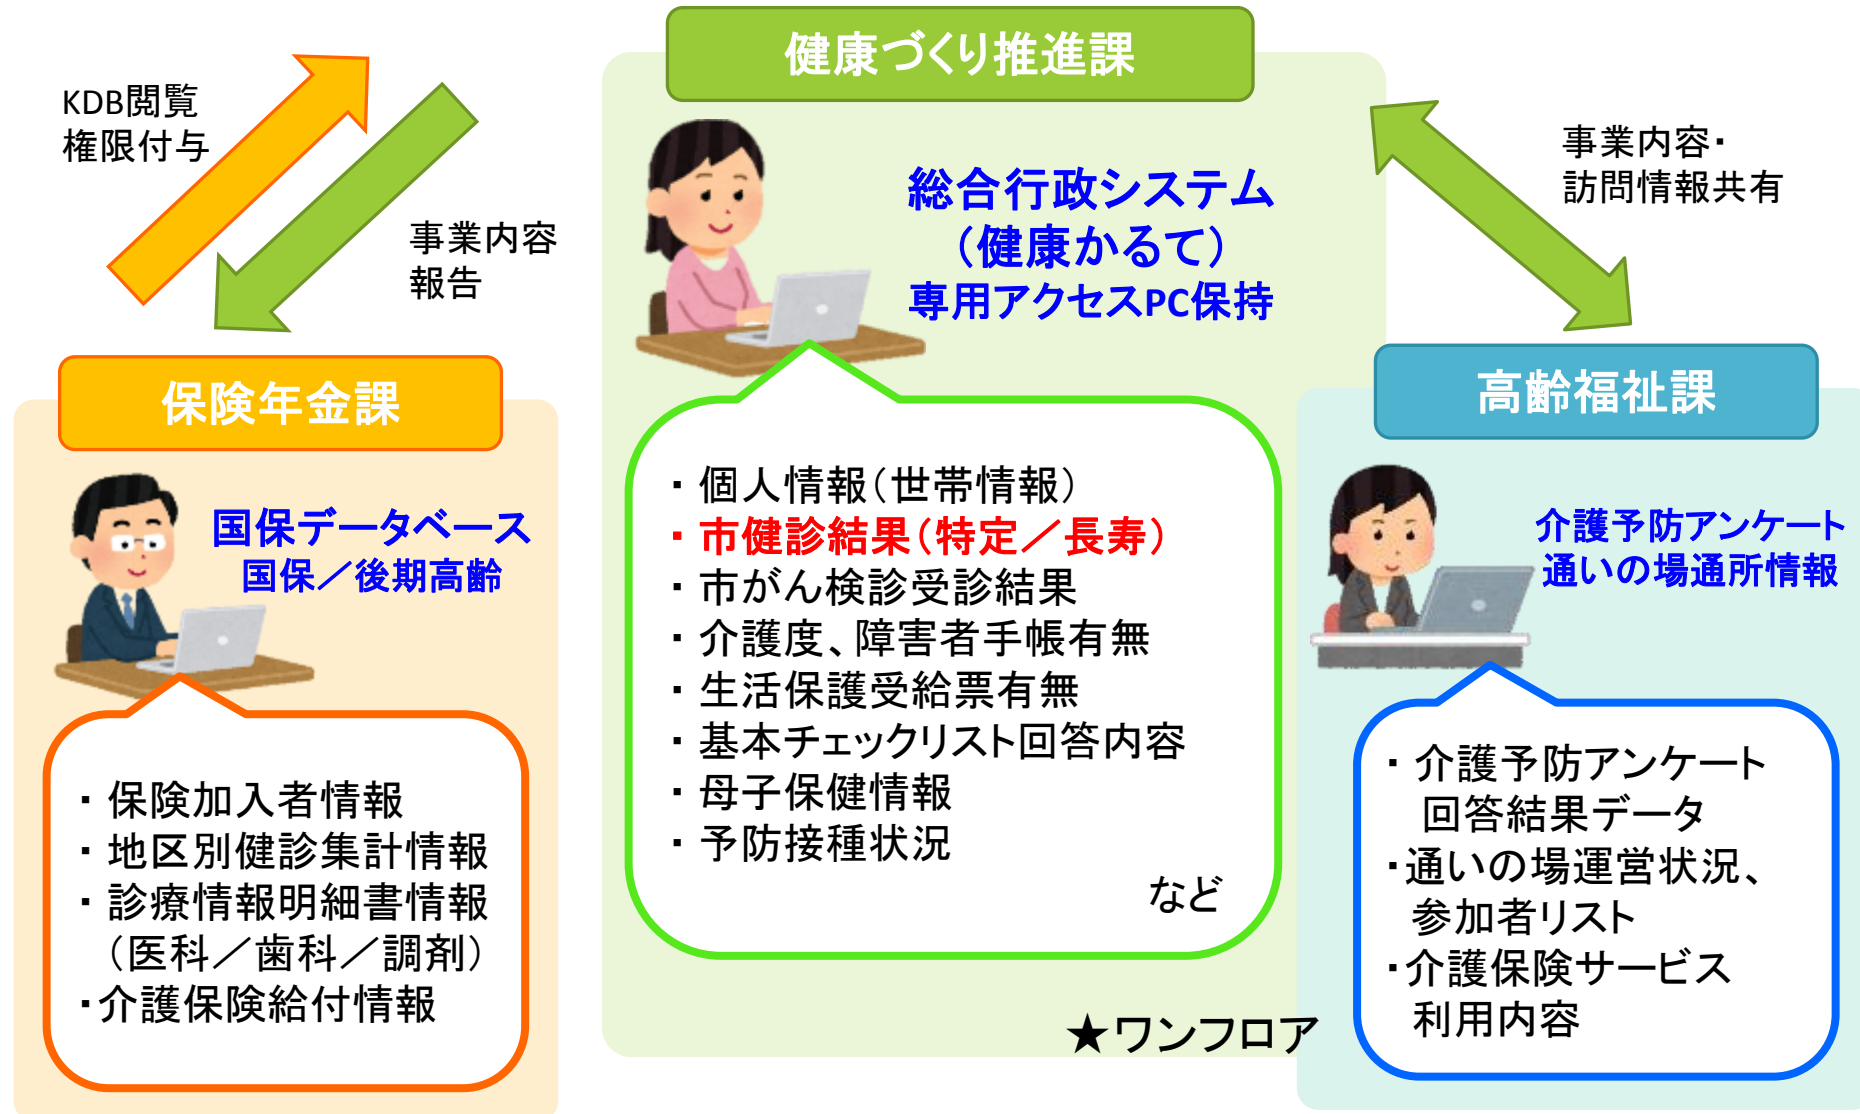 健康づくり推進課
KDB閲覧
権限付与
事業内容
報告
事業内容・
訪問情報共有
総合行政システム
（健康かるて）
専用アクセスPC保持
保険年金課
国保データベース
国保／後期高齢
・保険加入者情報
・地区別健診集計情報
・診療情報明細書情報
（医科／歯科／調剤）
・介護保険給付情報
・個人情報（世帯情報）
・市健診結果（特定／長寿）
・市がん検診受診結果
・介護度、障害者手帳有無
・生活保護受給票有無
・基本チェックリスト回答内容
・母子保健情報
・予防接種状況
など
★ワンフロア
高齢福祉課
介護予防アンケート
通いの場通所情報
・介護予防アンケート
回答結果データ
・通いの場運営状況、
参加者リスト
・介護保険サービス
利用内容